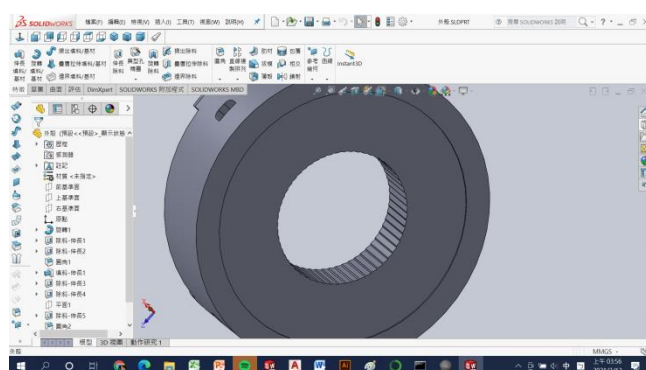 SOLIDWORKS 檔案(F) 編輯(E) 檢視(V) 插入(I) 工具(T) 視窗(W) 說明(H) 外殼.SLDPRT 搜尋 SOLIDWORKS 說明
伸長填料/基材
旋轉填料/基材
掃出填料/基材
疊層拉伸填料/基材
邊界填料/基材
伸長除料
異型孔精靈
旋轉除料
掃出除料
疊層拉伸除料
邊界除料
圓角
直線複製排列
肋材
拔模
薄殼
包覆
相交
鏡射
參考幾何
曲線
Instant3D
特徵 草圖 曲面 評估 DimXpert SOLIDWORKS 附加程式 SOLIDWORKS MBD
外殼 (預設<<預設>_顯示狀態
歷程
感測器
註記
材質 <未指定>
前基準面
上基準面
右基準面
原點
旋轉1
除料-伸長1
除料-伸長2
圓角1
填料-伸長1
除料-伸長3
除料-伸長4
平面1
除料-伸長5
圓角2
模型 3D 視圖 動作研究 1
外殼
MMGS
中
上午 03:56